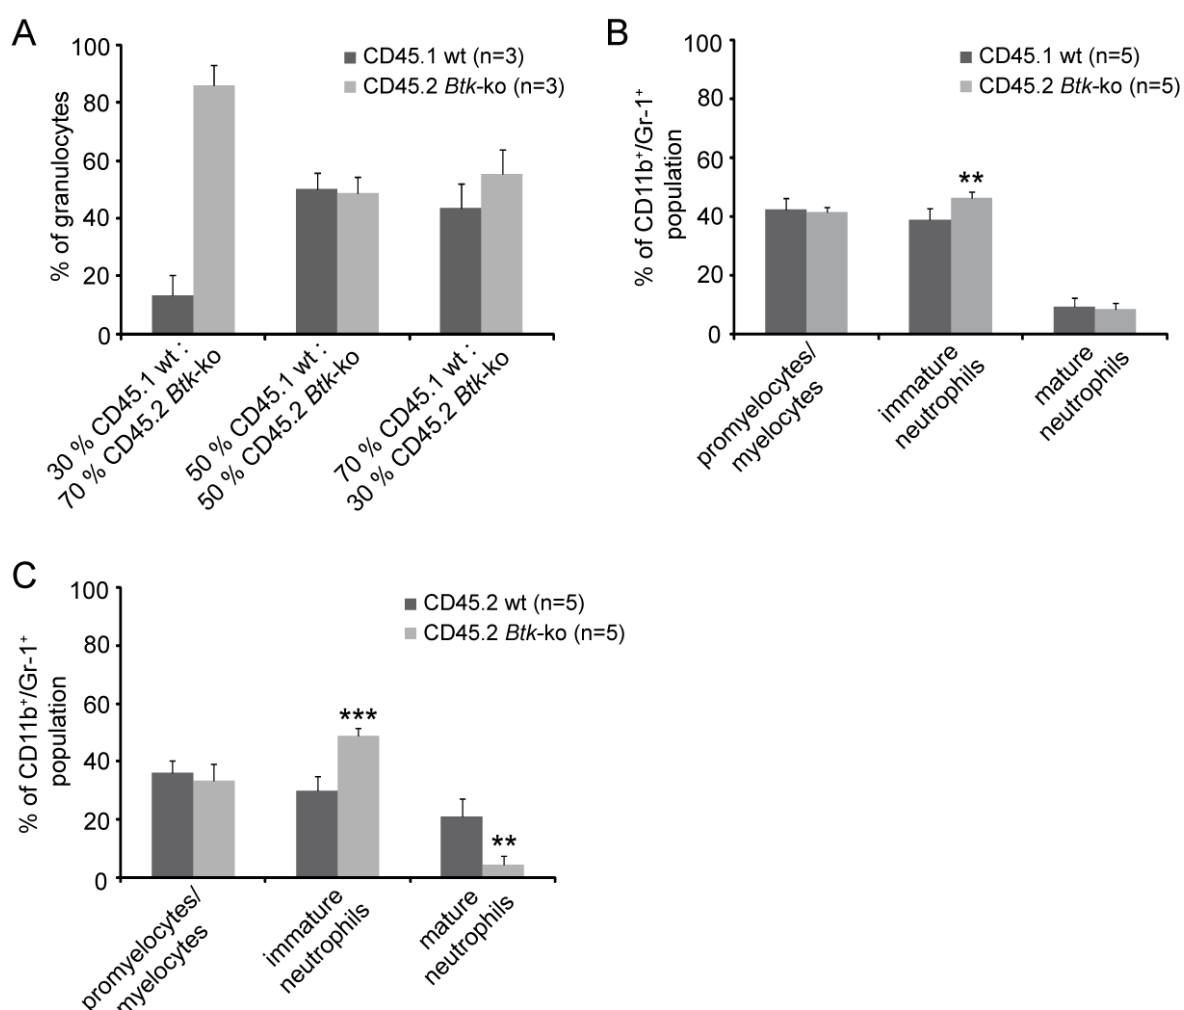 A
100
80
60
40
20
0
% of granulocytes
CD45.1 wt (n=3)
CD45.2 Btk-ko (n=3)
30 % CD45.1 wt :
70 % CD45.2 Btk-ko
50 % CD45.1 wt :
50 % CD45.2 Btk-ko
70 % CD45.1 wt :
30 % CD45.2 Btk-ko
B
100
80
60
40
20
0
% of CD11b⁺/Gr-1⁺
population
CD45.1 wt (n=5)
CD45.2 Btk-ko (n=5)
**
promyelocytes/
myelocytes
immature
neutrophils
mature
neutrophils
C
100
80
60
40
20
0
% of CD11b⁺/Gr-1⁺
population
CD45.2 wt (n=5)
CD45.2 Btk-ko (n=5)
***
**
promyelocytes/
myelocytes
immature
neutrophils
mature
neutrophils